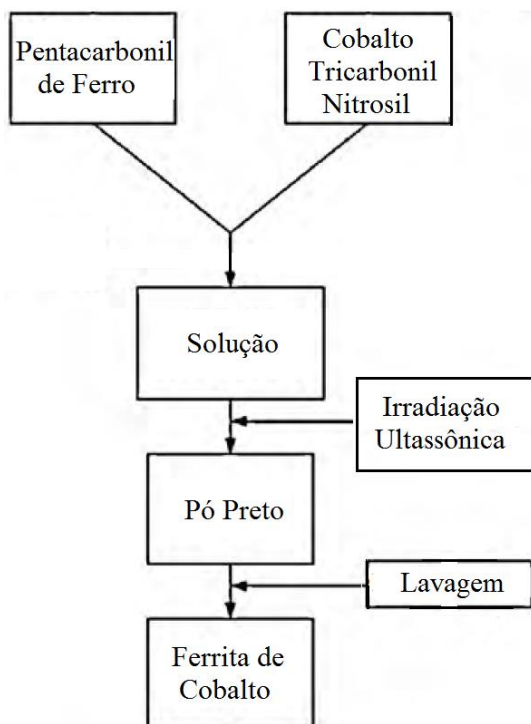 Pentacarbonil
de Ferro
Cobalto
Tricarbonil
Nitrosil
Solução
Irradiação
Ultassônica
Pó Preto
Lavagem
Ferrita de
Cobalto